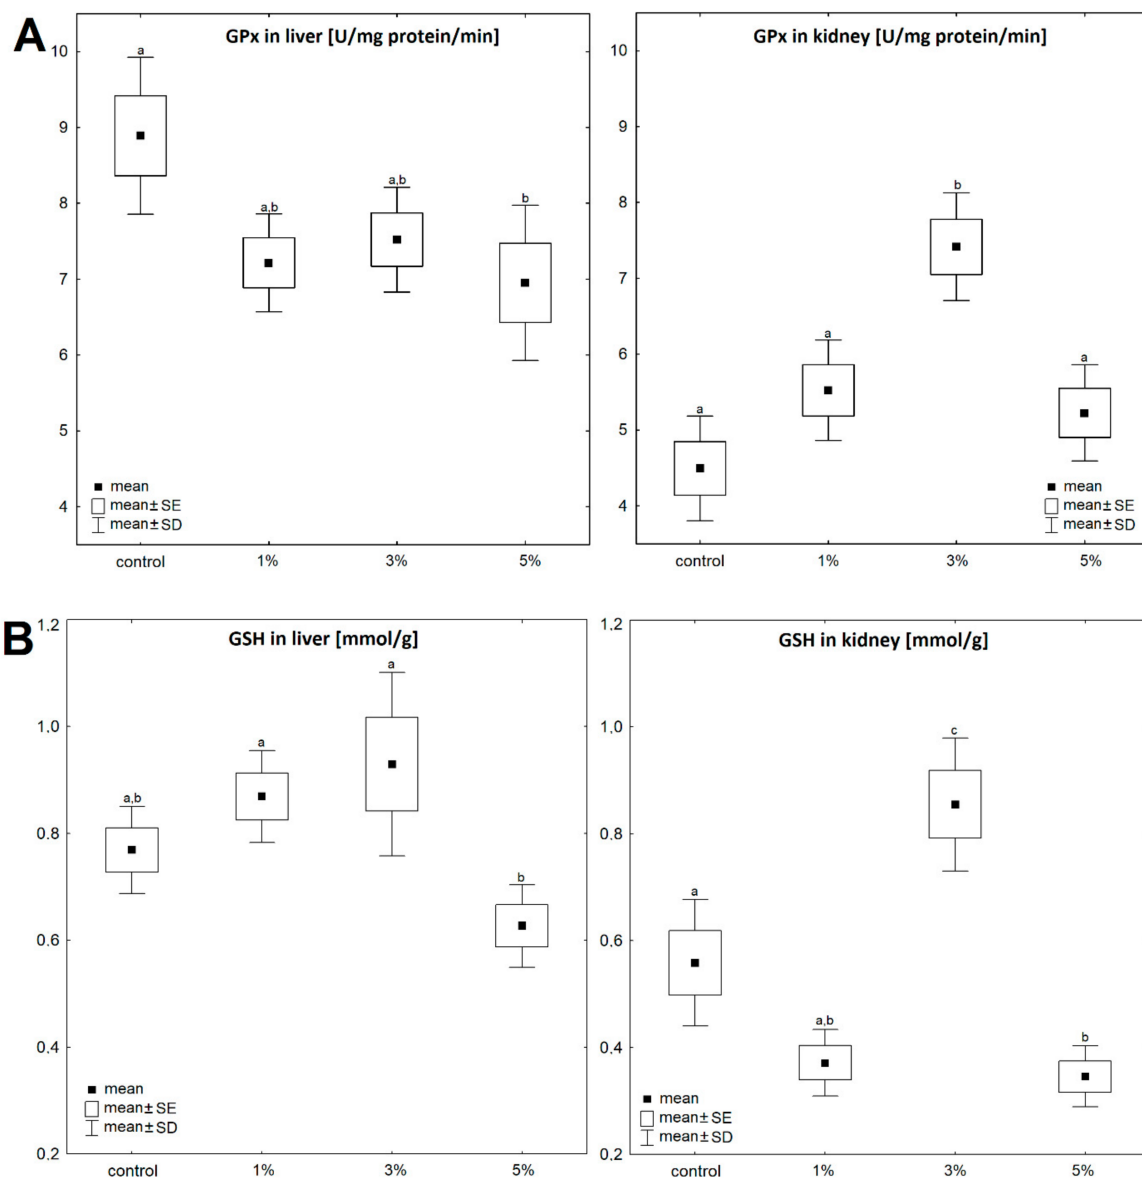 A
GPx in liver [U/mg protein/min]
10
9
8
7
6
5
4
a
a,b
a,b
b
mean
mean±SE
mean±SD
control 1% 3% 5%
GPx in kidney [U/mg protein/min]
10
9
8
7
6
5
4
a
a
b
a
mean
mean±SE
mean±SD
control 1% 3% 5%
B
GSH in liver [mmol/g]
1.2
1.0
0.8
0.6
0.4
0.2
a,b
a
a
b
mean
mean±SE
mean±SD
control 1% 3% 5%
GSH in kidney [mmol/g]
1.2
1.0
0.8
0.6
0.4
0.2
a
a,b
c
b
mean
mean±SE
mean±SD
control 1% 3% 5%